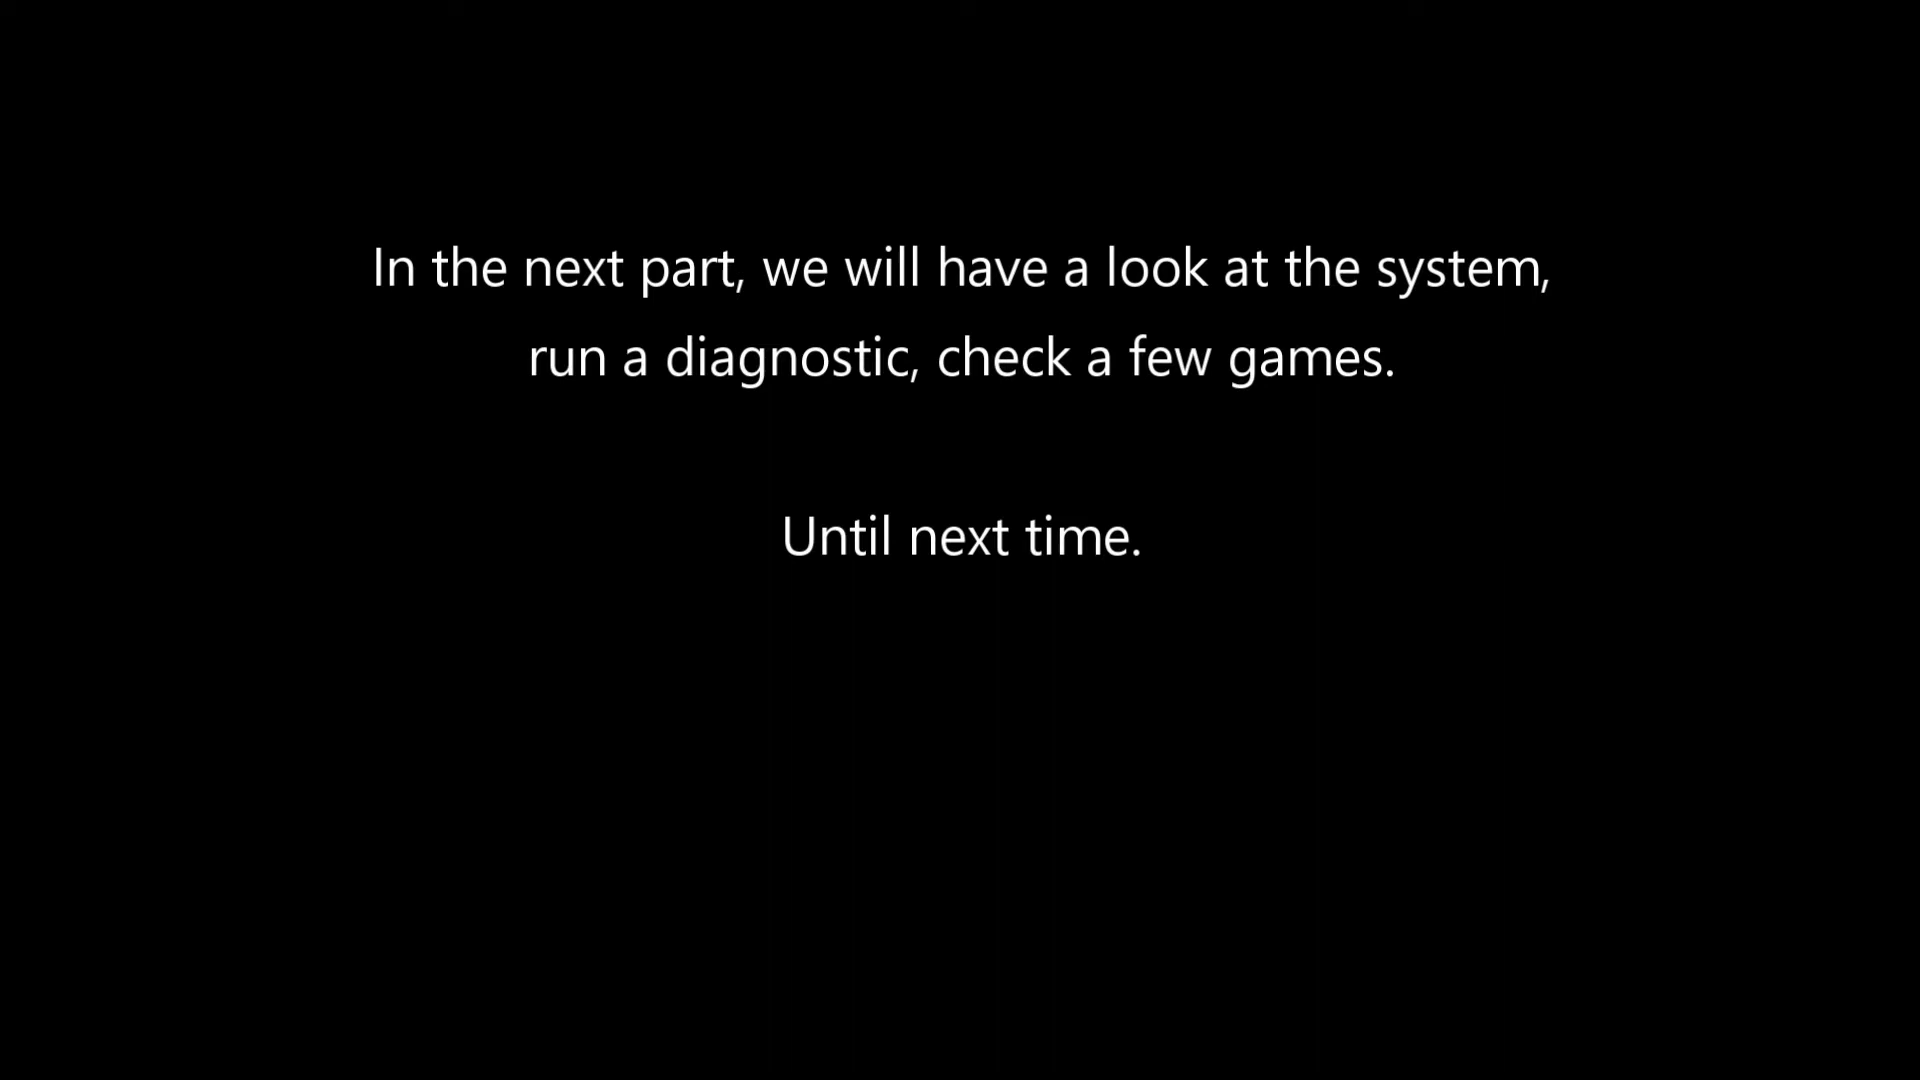 In the next part, we will have a look at the system,
run a diagnostic, check a few games.
Until next time.